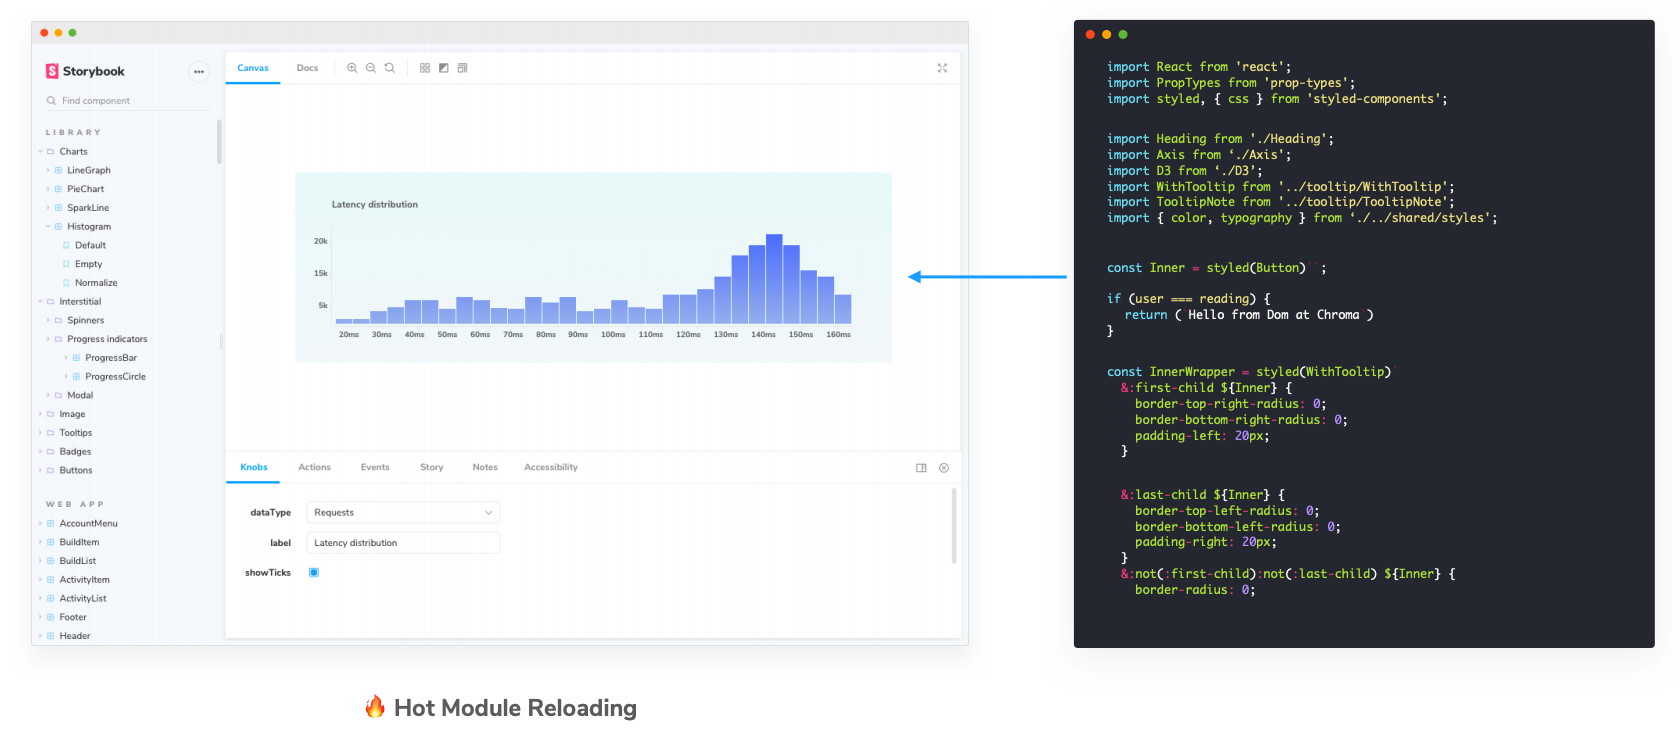 Storybook
Find component
LIBRARY
Charts
LineGraph
PieChart
SparkLine
Histogram
Default
Empty
Normalize
Interstitial
Spinners
Progress indicators
ProgressBar
ProgressCircle
Modal
Image
Tooltips
Badges
Buttons
WEB APP
AccountMenu
BuildItem
BuildList
ActivityItem
ActivityList
Footer
Header
Canvas Docs
Latency distribution
20k
15k
5k
20ms 30ms 40ms 50ms 60ms 70ms 80ms 90ms 100ms 110ms 120ms 130ms 140ms 150ms 160ms
Knobs Actions Events Story Notes Accessibility
dataType Requests
label Latency distribution
showTicks
import React from 'react';
import PropTypes from 'prop-types';
import styled, { css } from 'styled-components';
import Heading from './Heading';
import Axis from ‘./Axis';
import D3 from ‘./D3’;
import WithTooltip from '../tooltip/WithTooltip';
import TooltipNote from '../tooltip/TooltipNote';
import { color, typography } from ‘./../shared/styles';
const Inner = styled(Button)``;
if (user === reading) {
return (`Hello from Dom at Chroma`)
}
const InnerWrapper = styled(WithTooltip)`
&:first-child ${Inner} {
border-top-right-radius: 0;
border-bottom-right-radius: 0;
padding-left: 20px;
}
&:last-child ${Inner} {
border-top-left-radius: 0;
border-bottom-left-radius: 0;
padding-right: 20px;
}
&:not(:first-child):not(:last-child) ${Inner} {
border-radius: 0;
🔥 Hot Module Reloading